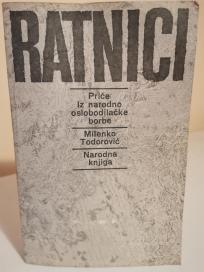 RATNICI
Priče
iz narodno
oslobodilačke
borbe
Milenko
Todorović
Narodna
knjiga